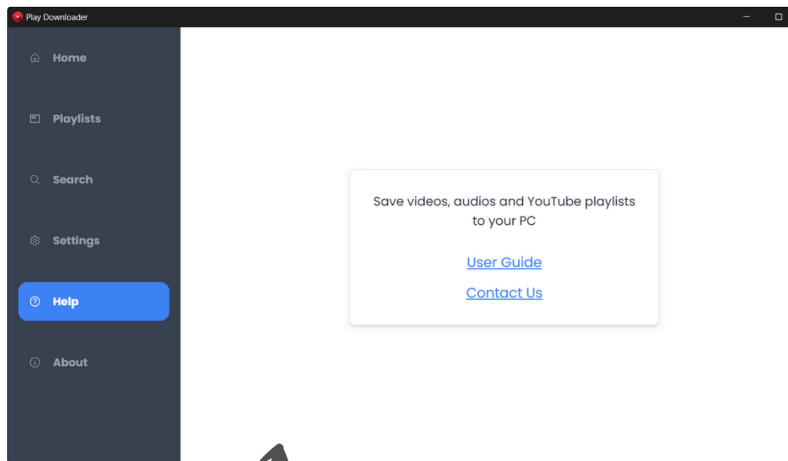 Play Downloader
Home
Playlists
Search
Settings
Help
About
Save videos, audios and YouTube playlists
to your PC
User Guide
Contact Us